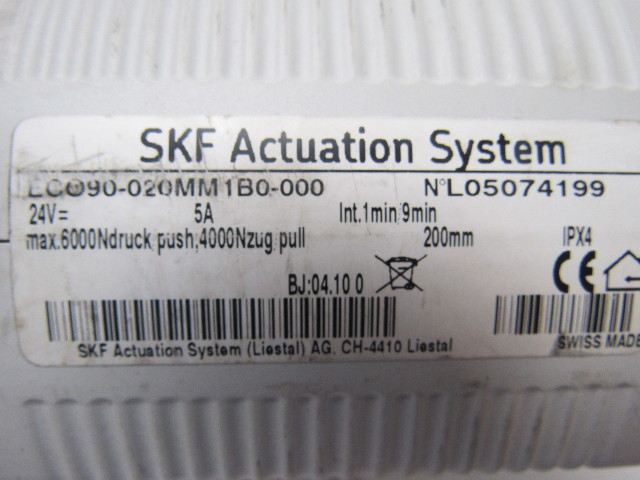 SKF Actuation System
ECO90-020MM1B0-000 N°L05074199
24V= 5A Int.1min/9min
max.6000Ndruck push;4000Nzug pull 200mm IPX4
BJ:04.10 0 CE
SKF Actuation System (Liestal) AG, CH-4410 Liestal SWISS MADE